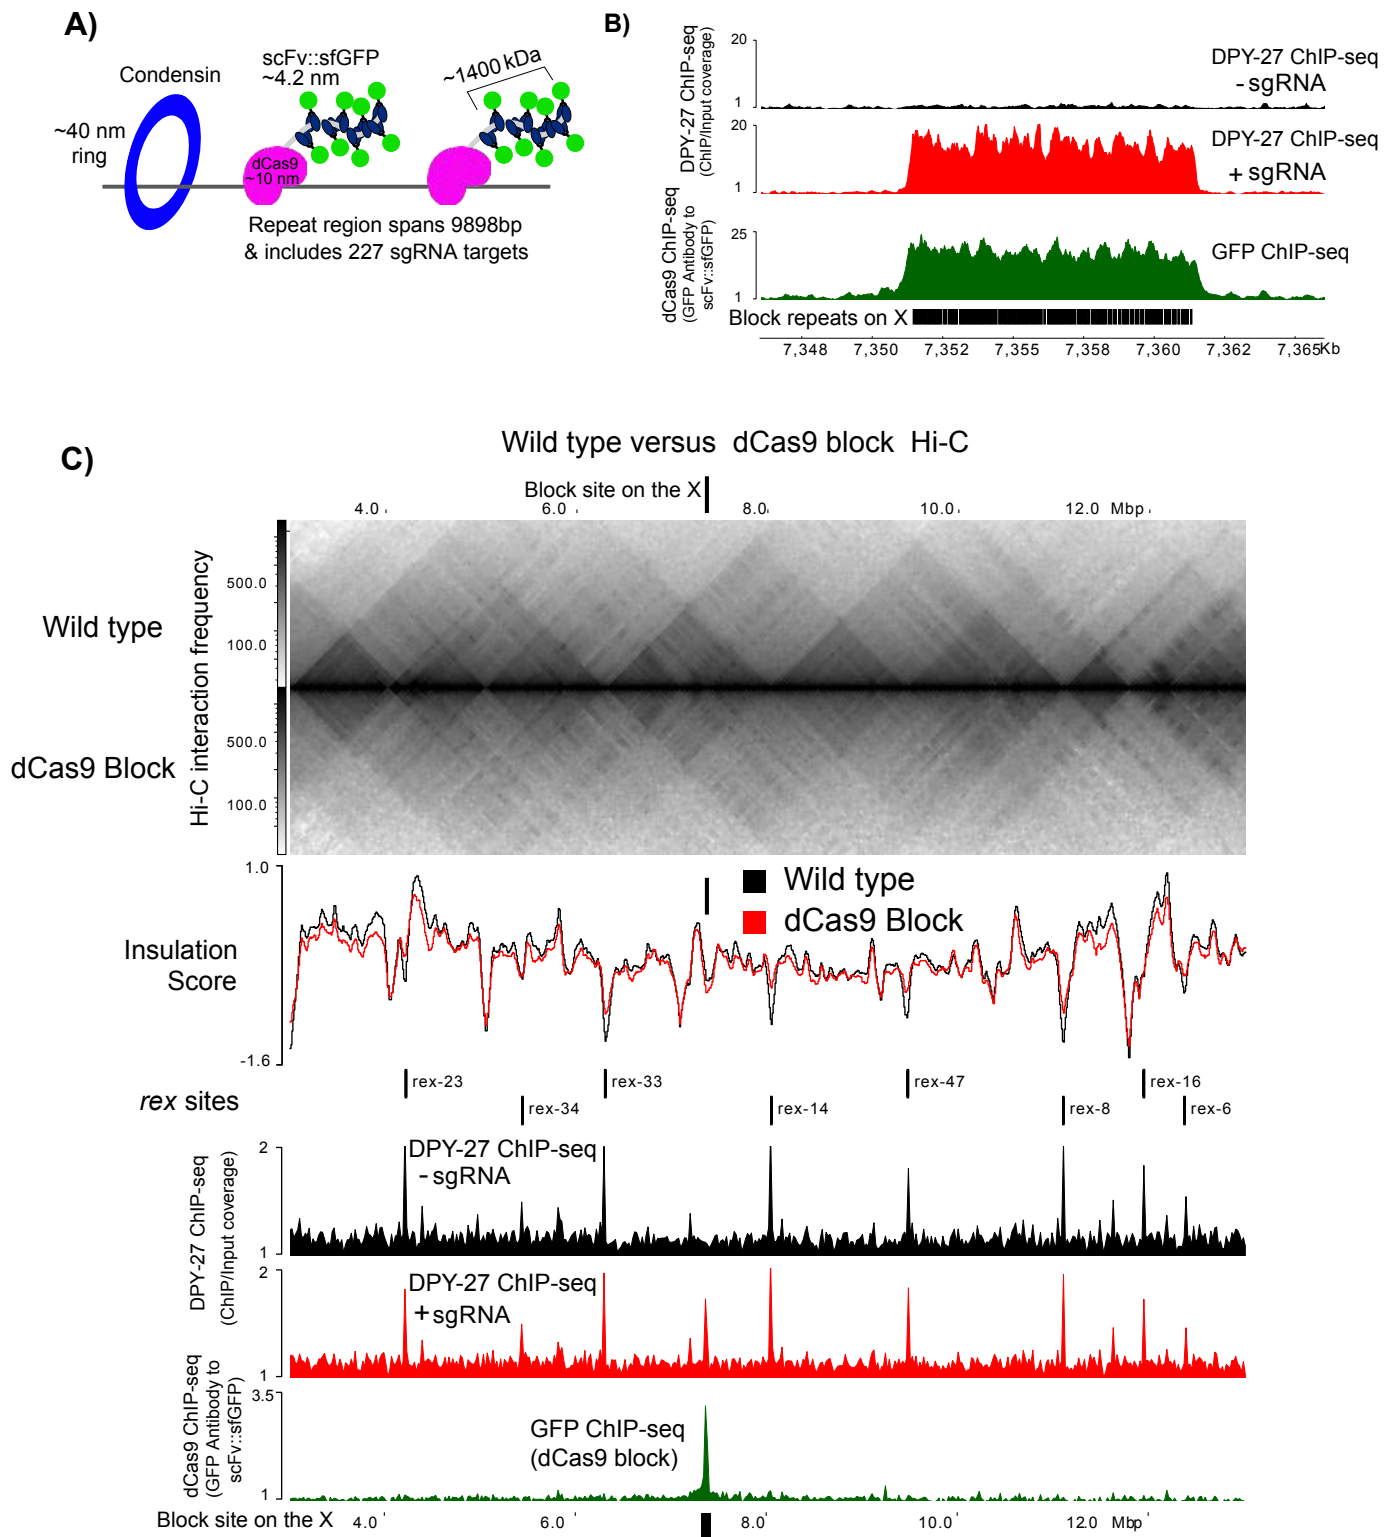 A)
scFv::sfGFP
~4.2 nm
~1400 kDa
Condensin
~40 nm
ring
dCas9
~10 nm
Repeat region spans 9898bp
& includes 227 sgRNA targets
B)
DPY-27 ChIP-seq
(ChIP/Input coverage)
20
1
DPY-27 ChIP-seq
- sgRNA
20
1
DPY-27 ChIP-seq
+ sgRNA
dCas9 ChIP-seq
(GFP Antibody to
scFv::sfGFP)
25
1
GFP ChIP-seq
Block repeats on X
7,348 7,350 7,352 7,355 7,358 7,360 7,362 7,365 Kb
C)
Wild type versus dCas9 block Hi-C
Block site on the X
4.0 6.0 8.0 10.0 12.0 Mbp
Wild type
dCas9 Block
Hi-C interaction frequency
500.0
100.0
500.0
100.0
Insulation
Score
1.0
-1.6
Wild type
dCas9 Block
rex sites
rex-23 rex-33 rex-47 rex-16
rex-34 rex-14 rex-8 rex-6
DPY-27 ChIP-seq
(ChIP/Input coverage)
2
1
DPY-27 ChIP-seq
- sgRNA
2
1
DPY-27 ChIP-seq
+ sgRNA
dCas9 ChIP-seq
(GFP Antibody to
scFv::sfGFP)
3.5
1
GFP ChIP-seq
(dCas9 block)
Block site on the X
4.0 6.0 8.0 10.0 12.0 Mbp